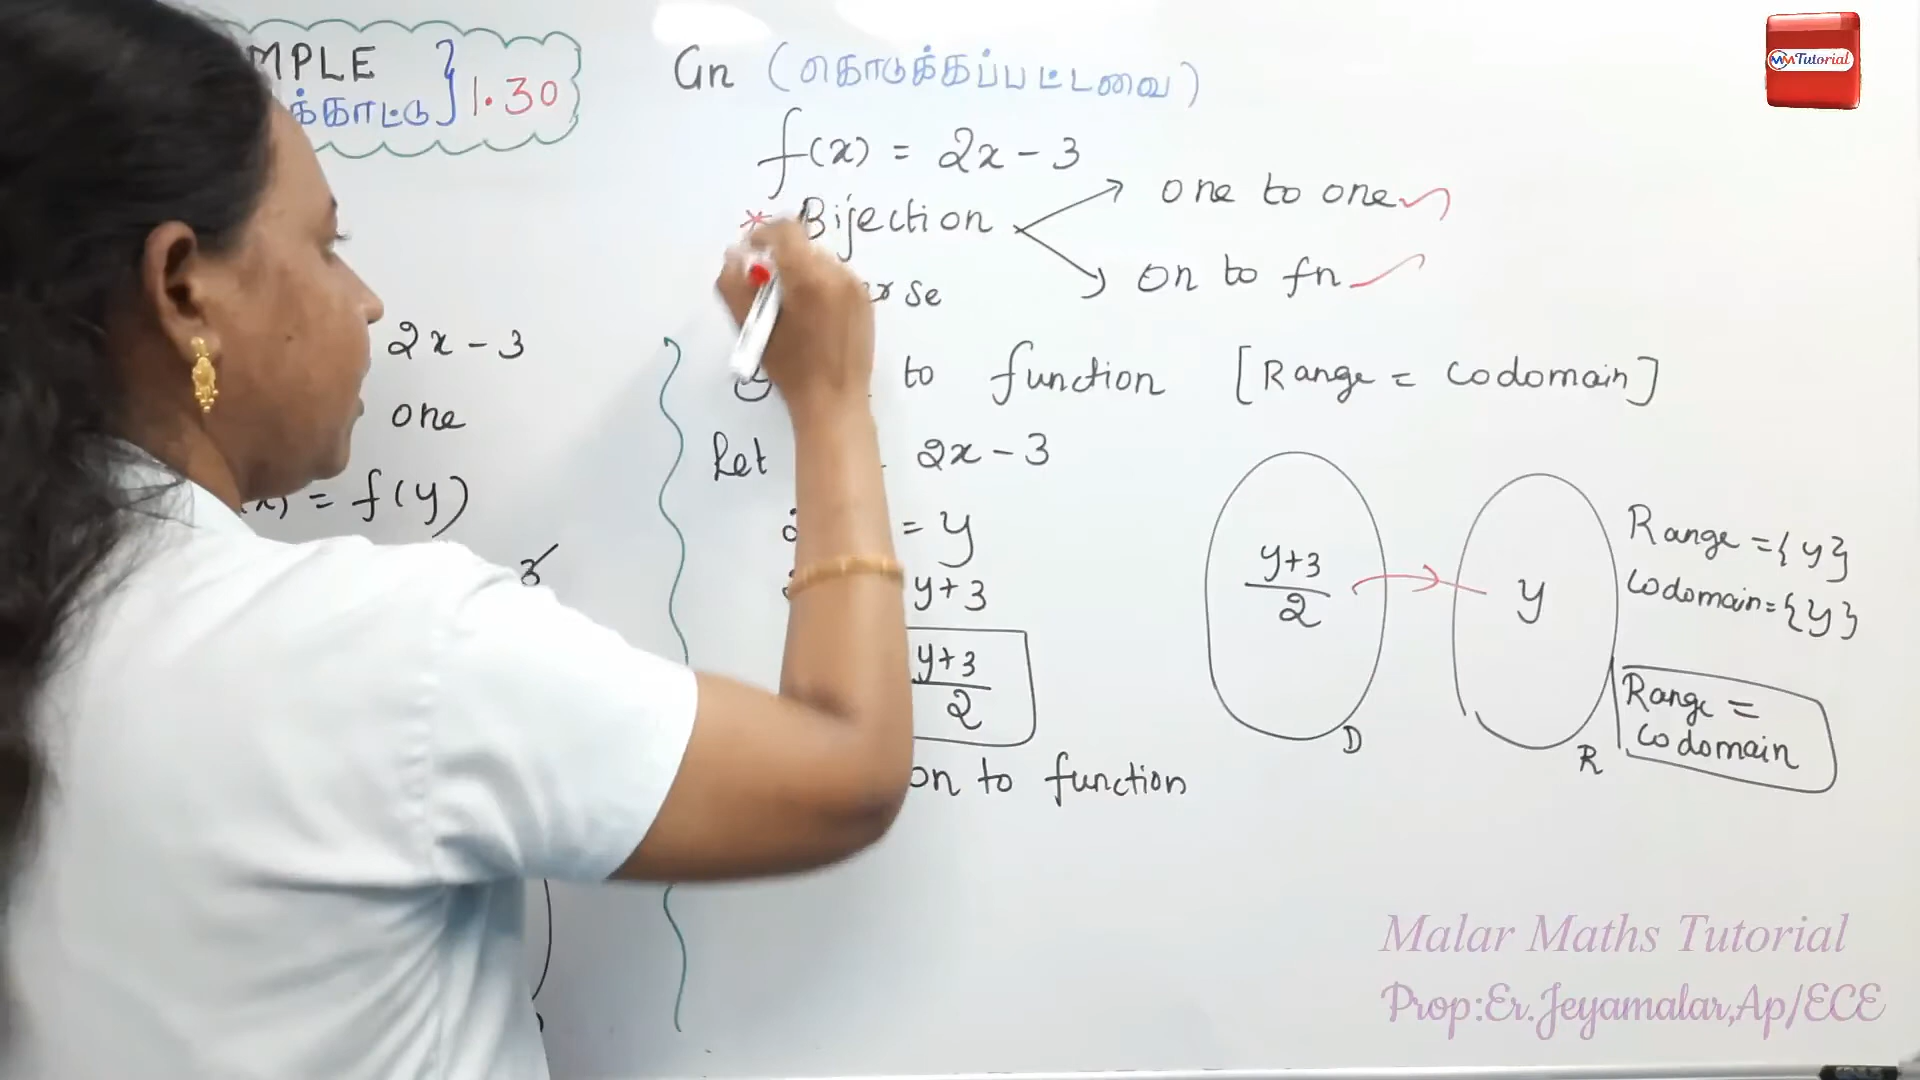 MPLE
க்காட்டு } 1.30
2x - 3
one
= f(y)
Gn (கொடுக்கப்பட்டவை)
f(x) = 2x - 3
* Bijection
one to one
on to fn
to function [Range = codomain]
Let 2x - 3
= y
y+3
y+3
2
on to function
y+3
2
D
y
R
Range = {y}
codomain = {y}
Range =
codomain
MM Tutorial
Malar Maths Tutorial
Prop:Er.Jeyamalar,Ap/ECE